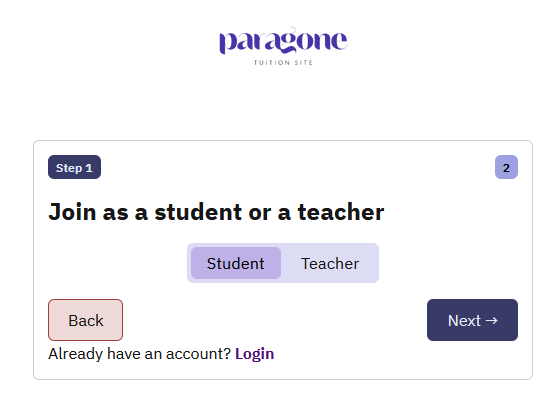 paragone
TUITION SITE
Step 1
2
Join as a student or a teacher
Student Teacher
Back
Next →
Already have an account? Login